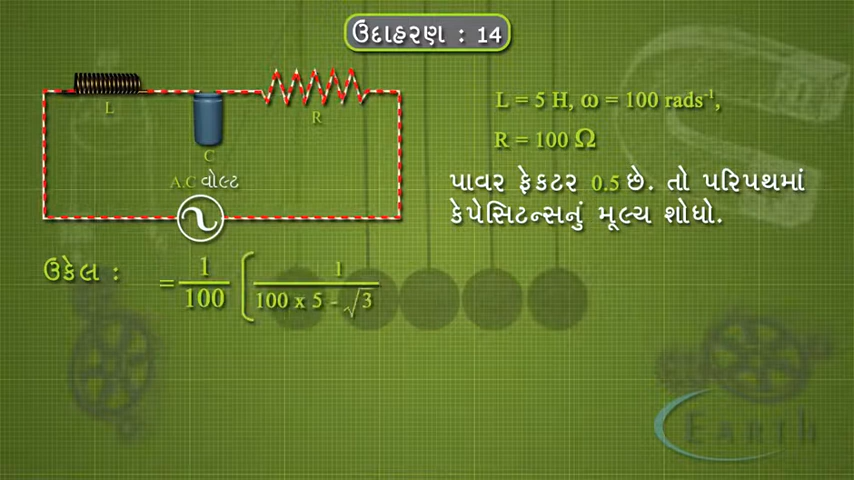 ઉદાહરણ : 14
L
R
C
A.C વોલ્ટ
L = 5 H, ω = 100 rads⁻¹,
R = 100 Ω
પાવર ફેકટર 0.5 છે. તો પરિપથમાં
કેપેસિટન્સનું મૂલ્ય શોધો.
ઉકેલ :
= 1/100 ( 1/(100 x 5 - √3
EARTH